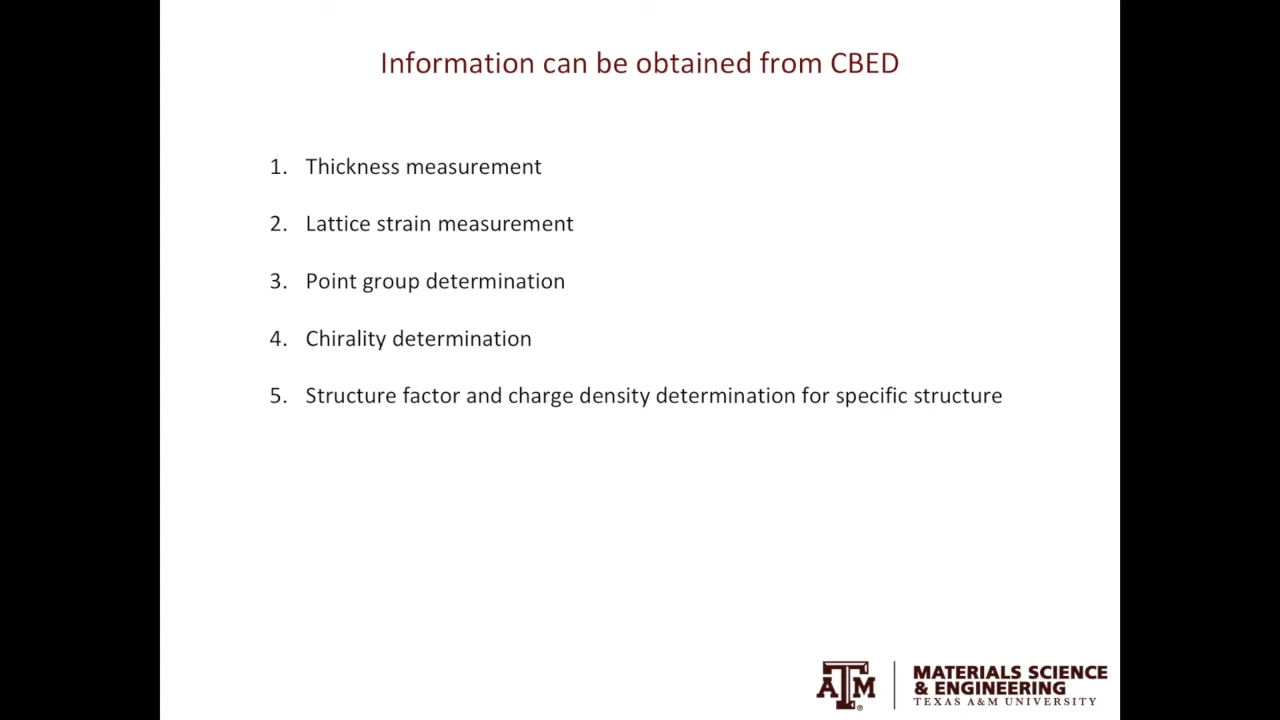 Information can be obtained from CBED
1. Thickness measurement
2. Lattice strain measurement
3. Point group determination
4. Chirality determination
5. Structure factor and charge density determination for specific structure
ATM®
MATERIALS SCIENCE
& ENGINEERING
TEXAS A&M UNIVERSITY